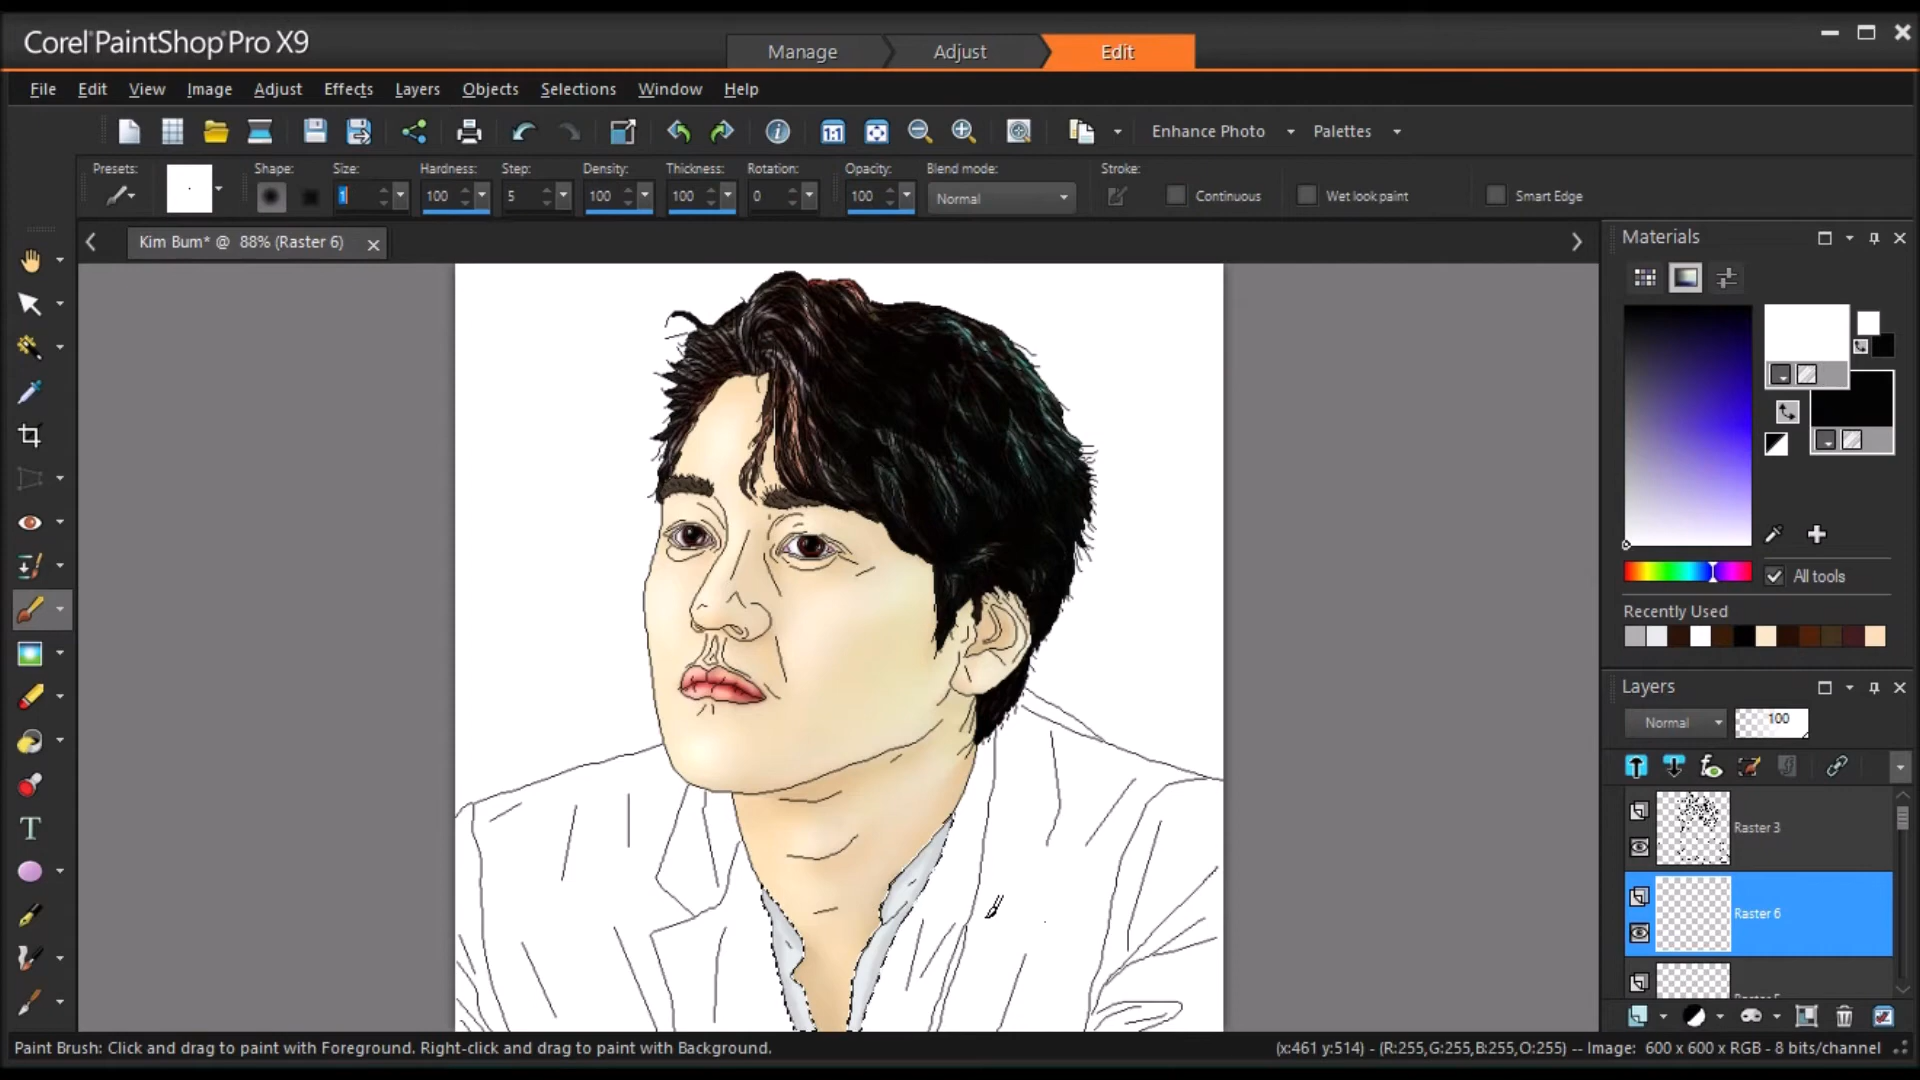 Corel PaintShop Pro X9
Manage Adjust Edit
File Edit View Image Adjust Effects Layers Objects Selections Window Help
1:1 Enhance Photo Palettes
Presets: Shape: Size: Hardness: Step: Density: Thickness: Rotation: Opacity: Blend mode: Stroke:
1 100 5 100 100 0 100 Normal Continuous Wet look paint Smart Edge
Kim Bum* @ 88% (Raster 6)
Materials
All tools
Recently Used
Layers
Normal 100
Raster 3
Raster 6
Paint Brush: Click and drag to paint with Foreground. Right-click and drag to paint with Background.
(x:461 y:514) - (R:255,G:255,B:255,O:255) -- Image: 600 x 600 x RGB - 8 bits/channel